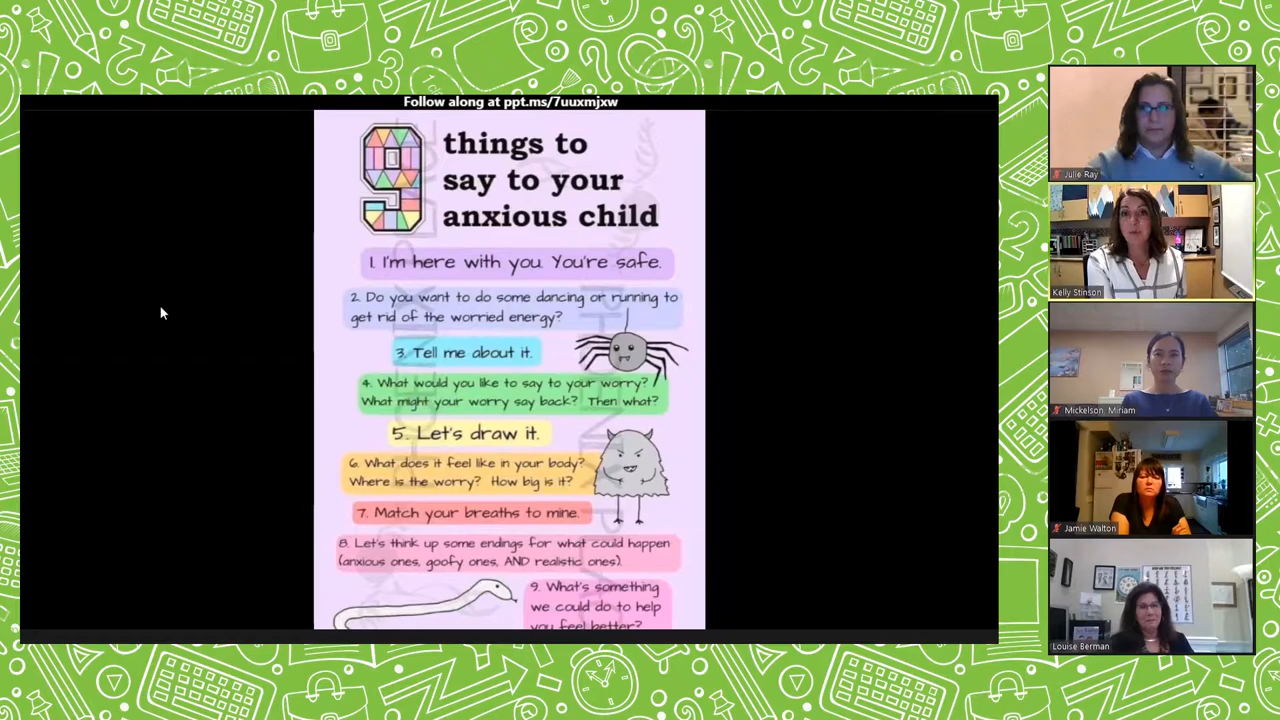 Follow along at ppt.ms/7uuxmjxw
9 things to
say to your
anxious child
1. I'm here with you. You're safe.
2. Do you want to do some dancing or running to
get rid of the worried energy?
3. Tell me about it.
4. What would you like to say to your worry?
What might your worry say back? Then what?
5. Let's draw it.
6. What does it feel like in your body?
Where is the worry? How big is it?
7. Match your breaths to mine.
8. Let's think up some endings for what could happen
(anxious ones, goofy ones, AND realistic ones).
9. What's something
we could do to help
you feel better?
Julie Ray
Kelly Stinson
Mickelson, Miriam
Jamie Walton
Louise Berman